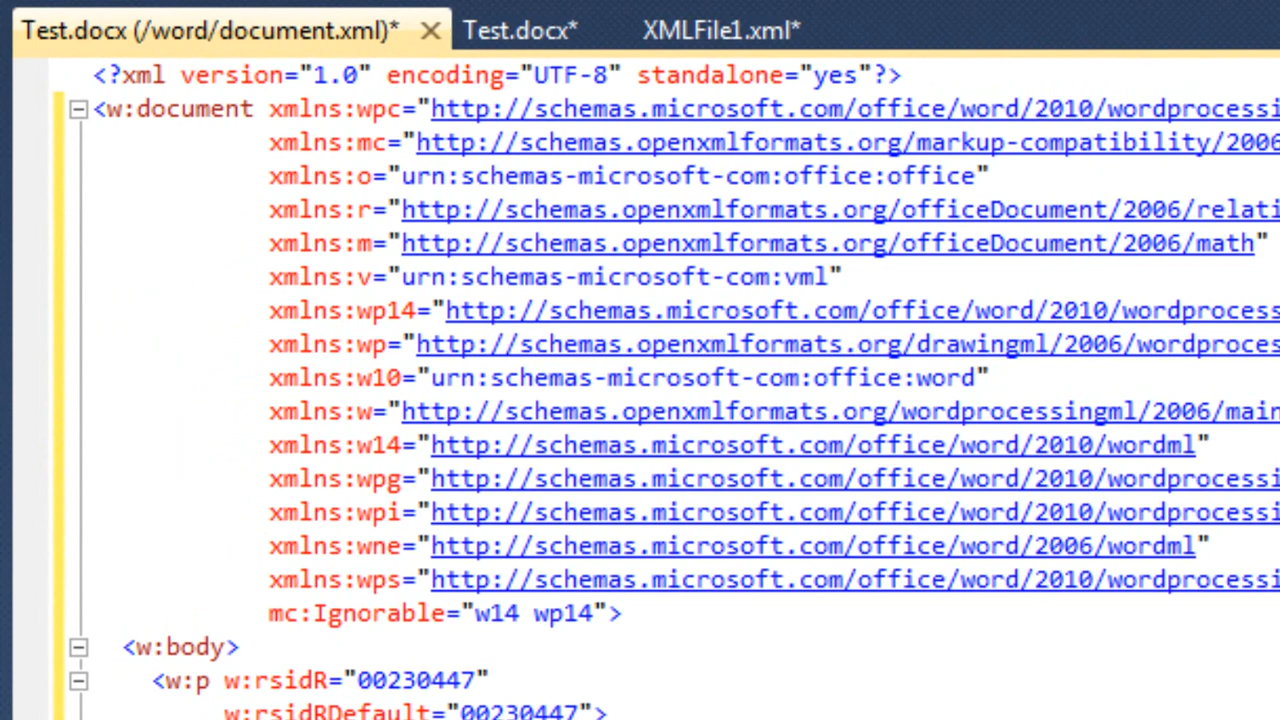 Test.docx (/word/document.xml)* Test.docx* XMLFile1.xml*
<?xml version="1.0" encoding="UTF-8" standalone="yes"?>
<w:document xmlns:wpc="http://schemas.microsoft.com/office/word/2010/wordprocessi
xmlns:mc="http://schemas.openxmlformats.org/markup-compatibility/2006
xmlns:o="urn:schemas-microsoft-com:office:office"
xmlns:r="http://schemas.openxmlformats.org/officeDocument/2006/relati
xmlns:m="http://schemas.openxmlformats.org/officeDocument/2006/math"
xmlns:v="urn:schemas-microsoft-com:vml"
xmlns:wp14="http://schemas.microsoft.com/office/word/2010/wordprocess
xmlns:wp="http://schemas.openxmlformats.org/drawingml/2006/wordproces
xmlns:w10="urn:schemas-microsoft-com:office:word"
xmlns:w="http://schemas.openxmlformats.org/wordprocessingml/2006/main
xmlns:w14="http://schemas.microsoft.com/office/word/2010/wordml"
xmlns:wpg="http://schemas.microsoft.com/office/word/2010/wordprocessi
xmlns:wpi="http://schemas.microsoft.com/office/word/2010/wordprocessi
xmlns:wne="http://schemas.microsoft.com/office/word/2006/wordml"
xmlns:wps="http://schemas.microsoft.com/office/word/2010/wordprocessi
mc:Ignorable="w14 wp14">
<w:body>
<w:p w:rsidR="00230447"
w:rsidRDefault="00230447">